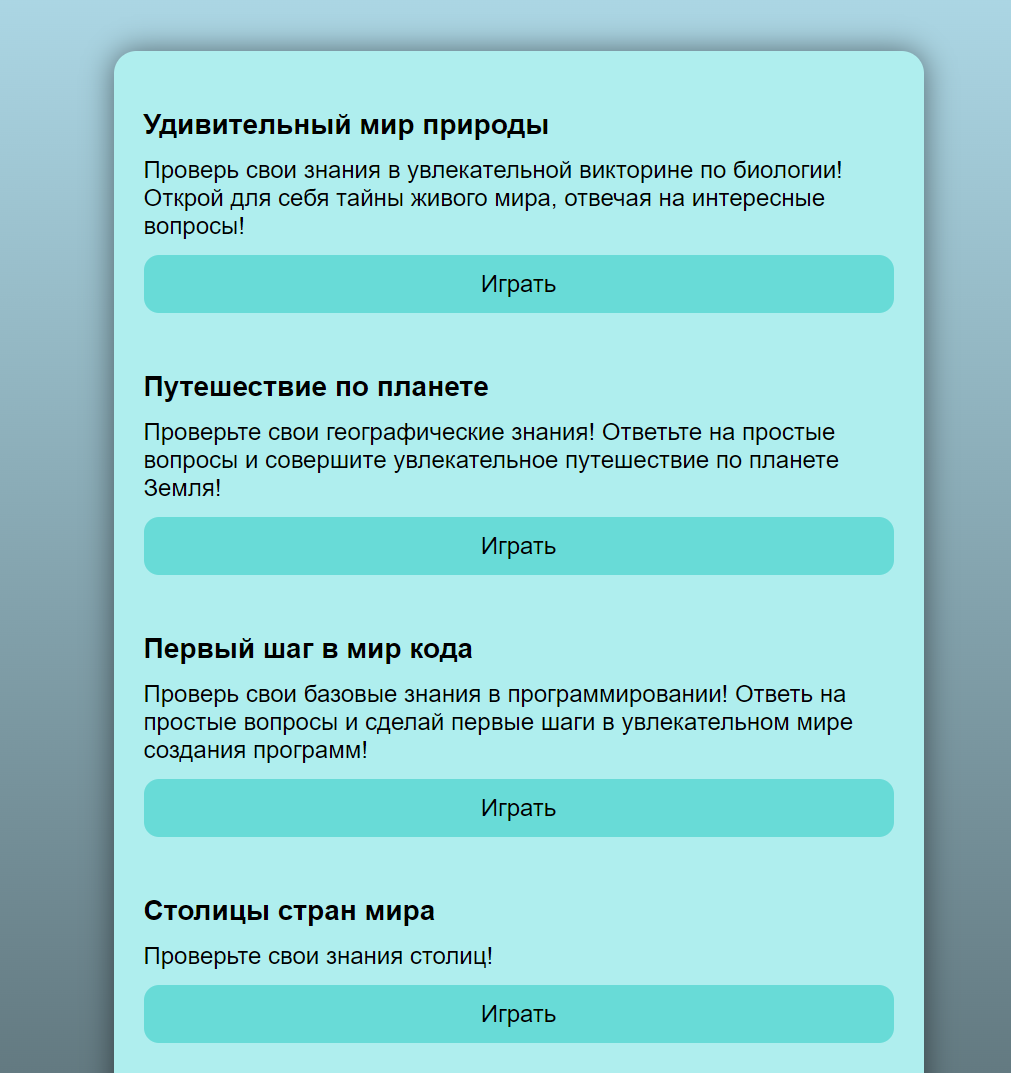 Удивительный мир природы
Проверь свои знания в увлекательной викторине по биологии!
Открой для себя тайны живого мира, отвечая на интересные
вопросы!
Играть
Путешествие по планете
Проверьте свои географические знания! Ответьте на простые
вопросы и совершите увлекательное путешествие по планете
Земля!
Играть
Первый шаг в мир кода
Проверь свои базовые знания в программировании! Ответь на
простые вопросы и сделай первые шаги в увлекательном мире
создания программ!
Играть
Столицы стран мира
Проверьте свои знания столиц!
Играть